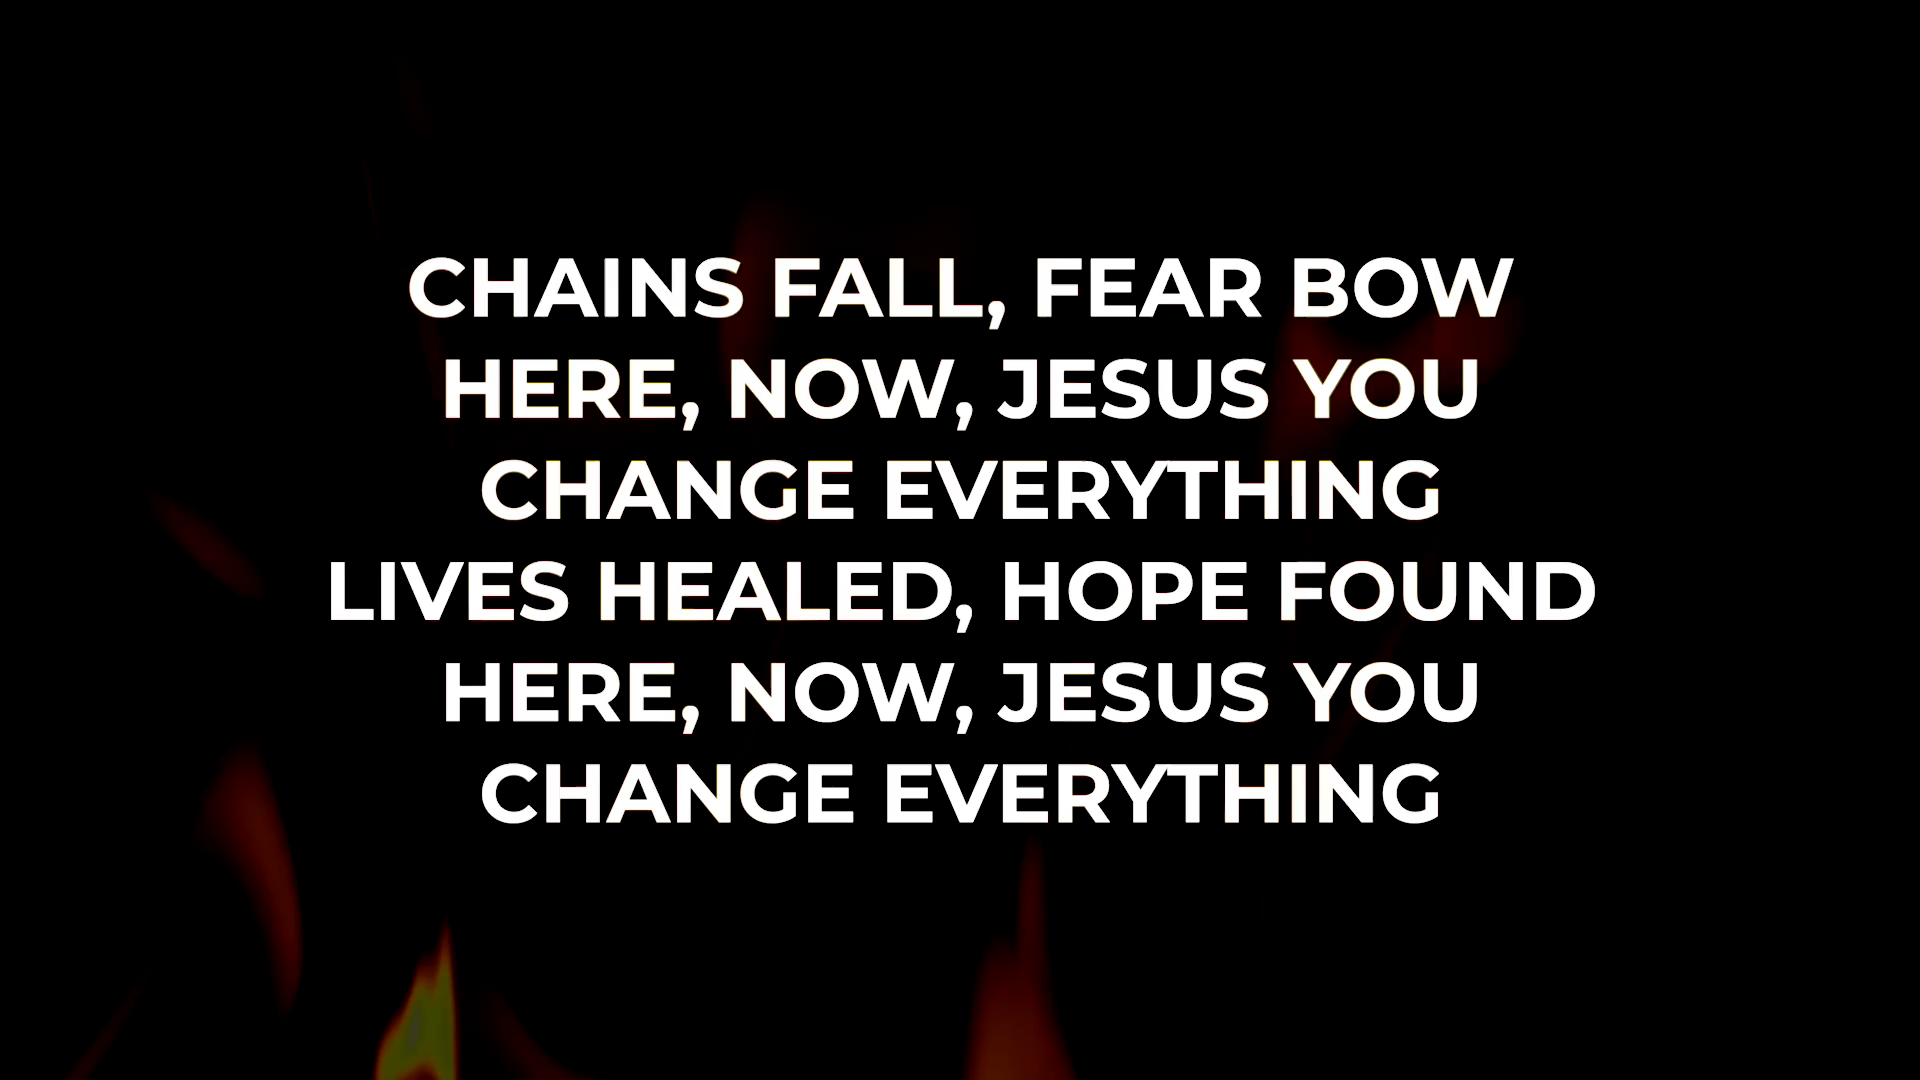 CHAINS FALL, FEAR BOW
HERE, NOW, JESUS YOU
CHANGE EVERYTHING
LIVES HEALED, HOPE FOUND
HERE, NOW, JESUS YOU
CHANGE EVERYTHING